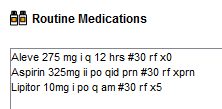 Routine Medications
Aleve 275 mg i q 12 hrs #30 rf x0
Aspirin 325mg ii po qid prn #30 rf xprn
Lipitor 10mg i po q am #30 rf x5